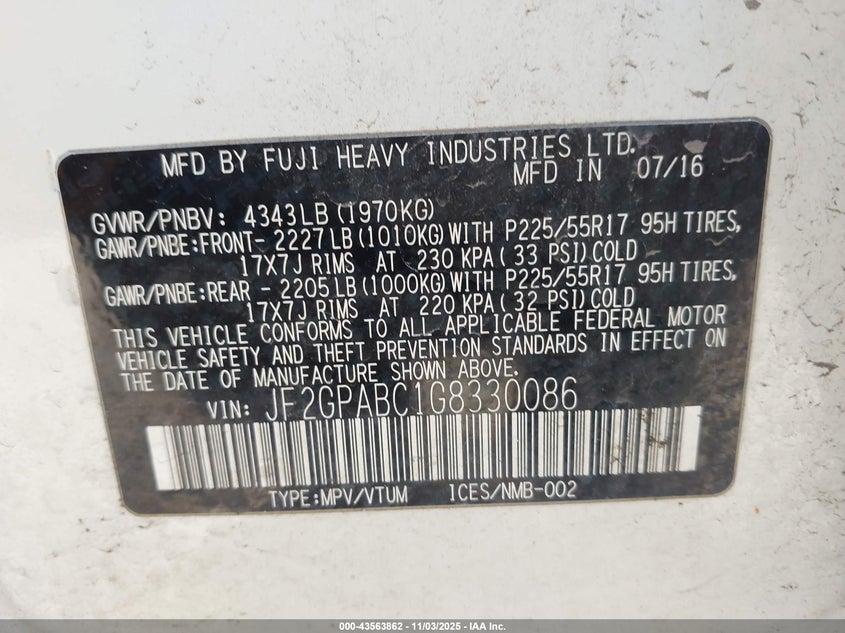 MFD BY FUJI HEAVY INDUSTRIES LTD.
MFD IN 07/16
GVWR/PNBV: 4343LB(1970KG)
GAWR/PNBE:FRONT- 2227LB(1010KG)WITH P225/55R17 95H TIRES,
17X7J RIMS AT 230 KPA(33 PSI)COLD
GAWR/PNBE:REAR - 2205LB(1000KG)WITH P225/55R17 95H TIRES,
17X7J RIMS AT 220 KPA(32 PSI)COLD
THIS VEHICLE CONFORMS TO ALL APPLICABLE FEDERAL MOTOR
VEHICLE SAFETY AND THEFT PREVENTION STANDARDS IN EFFECT ON
THE DATE OF MANUFACTURE SHOWN ABOVE.
VIN: JF2GPABC1G8330086
TYPE:MPV/VTUM ICES/NMB-002
000-43563862 - 11/03/2025 - IAA Inc.